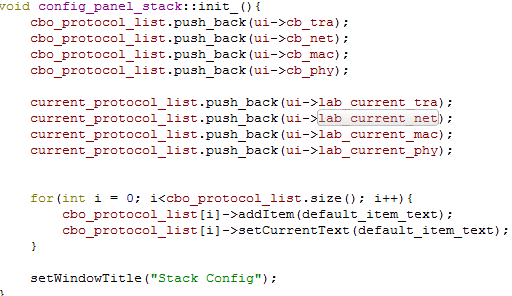 void config_panel_stack::init_(){
    cbo_protocol_list.push_back(ui->cb_tra);
    cbo_protocol_list.push_back(ui->cb_net);
    cbo_protocol_list.push_back(ui->cb_mac);
    cbo_protocol_list.push_back(ui->cb_phy);
    current_protocol_list.push_back(ui->lab_current_tra);
    current_protocol_list.push_back(ui->lab_current_net);
    current_protocol_list.push_back(ui->lab_current_mac);
    current_protocol_list.push_back(ui->lab_current_phy);
    for(int i = 0; i<cbo_protocol_list.size(); i++){
        cbo_protocol_list[i]->addItem(default_item_text);
        cbo_protocol_list[i]->setCurrentText(default_item_text);
    }
    setWindowTitle("Stack Config");
}